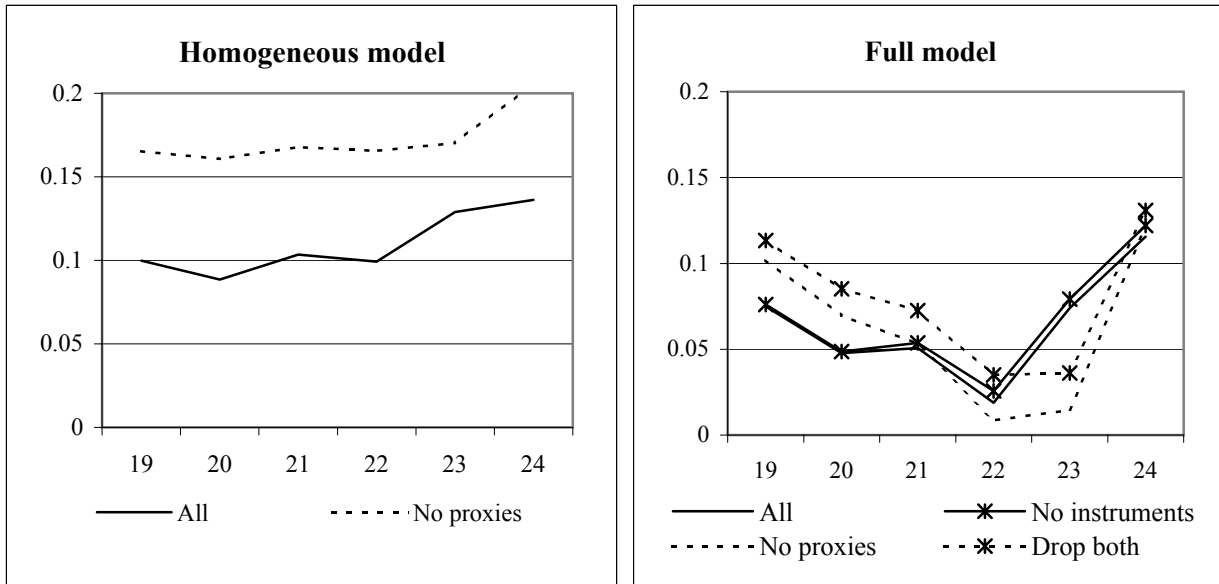 Homogeneous model
0.2
0.15
0.1
0.05
0
19 20 21 22 23 24
All No proxies
Full model
0.2
0.15
0.1
0.05
0
19 20 21 22 23 24
All No instruments
No proxies Drop both